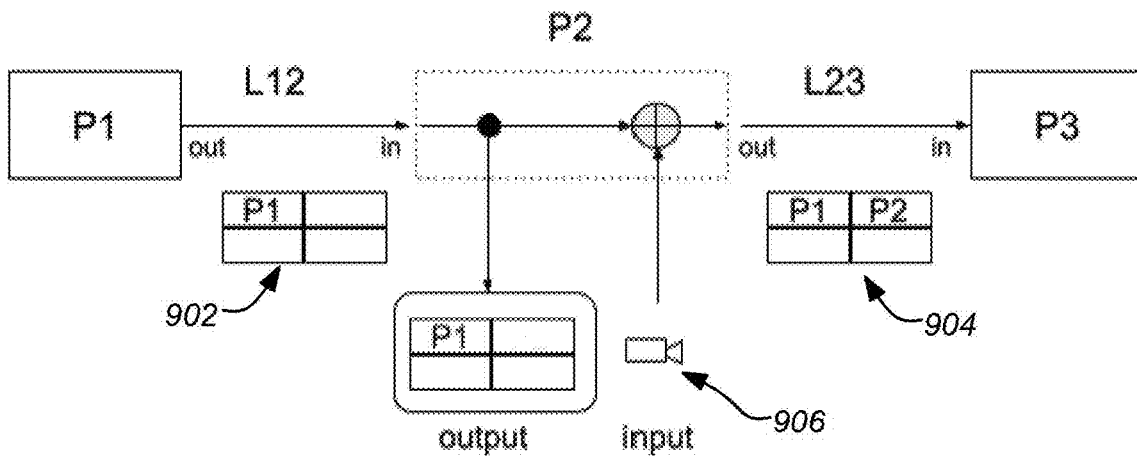 P2
L12
L23
P1
P3
out
in
out
in
P1
P1 P2
902
904
P1
906
output
input